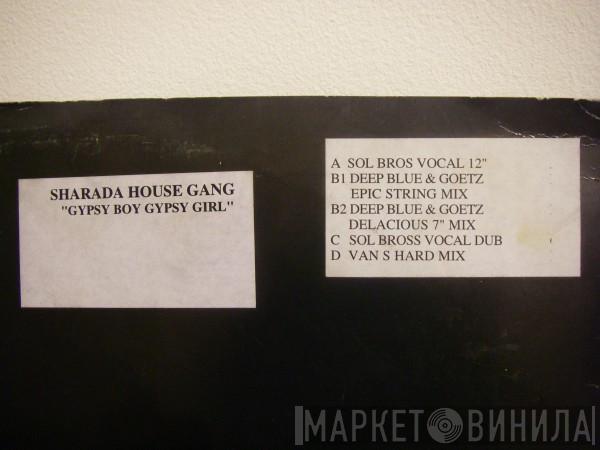 SHARADA HOUSE GANG
"GYPSY BOY GYPSY GIRL"
A SOL BROS VOCAL 12"
B1 DEEP BLUE & GOETZ
EPIC STRING MIX
B2 DEEP BLUE & GOETZ
DELACIOUS 7" MIX
C SOL BROSS VOCAL DUB
D VAN S HARD MIX
МАРКЕТ ВИНИЛА